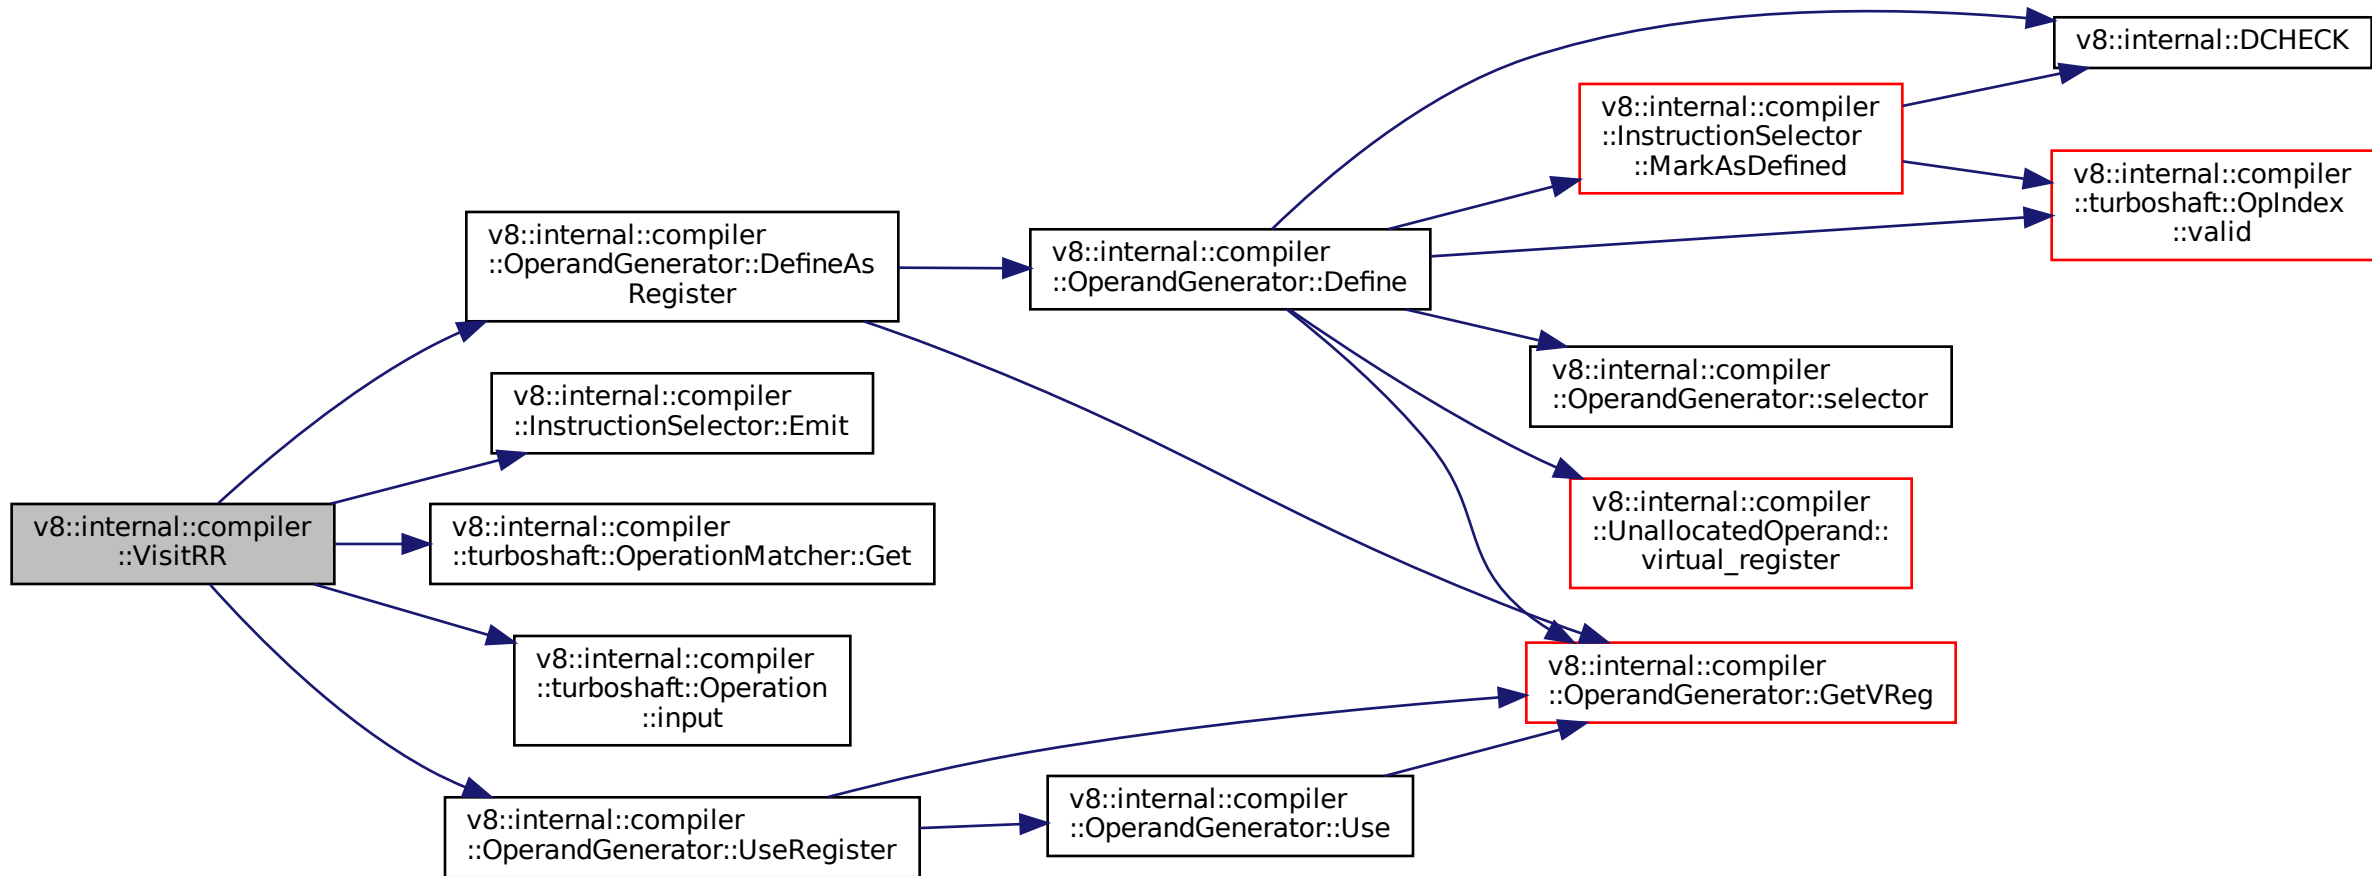 v8::internal::compiler
::VisitRR
v8::internal::compiler
::OperandGenerator::DefineAs
Register
v8::internal::compiler
::InstructionSelector::Emit
v8::internal::compiler
::turboshaft::OperationMatcher::Get
v8::internal::compiler
::turboshaft::Operation
::input
v8::internal::compiler
::OperandGenerator::UseRegister
v8::internal::compiler
::OperandGenerator::Define
v8::internal::compiler
::OperandGenerator::Use
v8::internal::compiler
::InstructionSelector
::MarkAsDefined
v8::internal::compiler
::OperandGenerator::selector
v8::internal::compiler
::UnallocatedOperand::
virtual_register
v8::internal::compiler
::OperandGenerator::GetVReg
v8::internal::DCHECK
v8::internal::compiler
::turboshaft::OpIndex
::valid